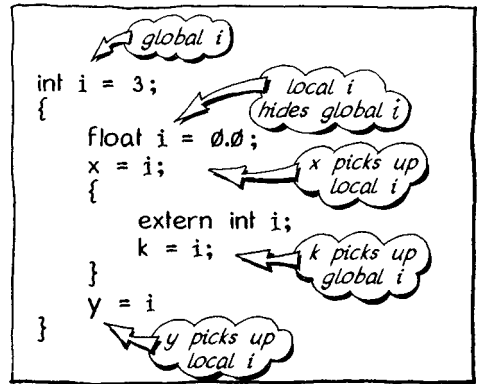 global i
int i = 3;
{
local i
hides global i
float i = 0.0;
x = i;
x picks up
local i
{
extern int i;
k = i;
k picks up
global i
}
y = i
}
y picks up
local i